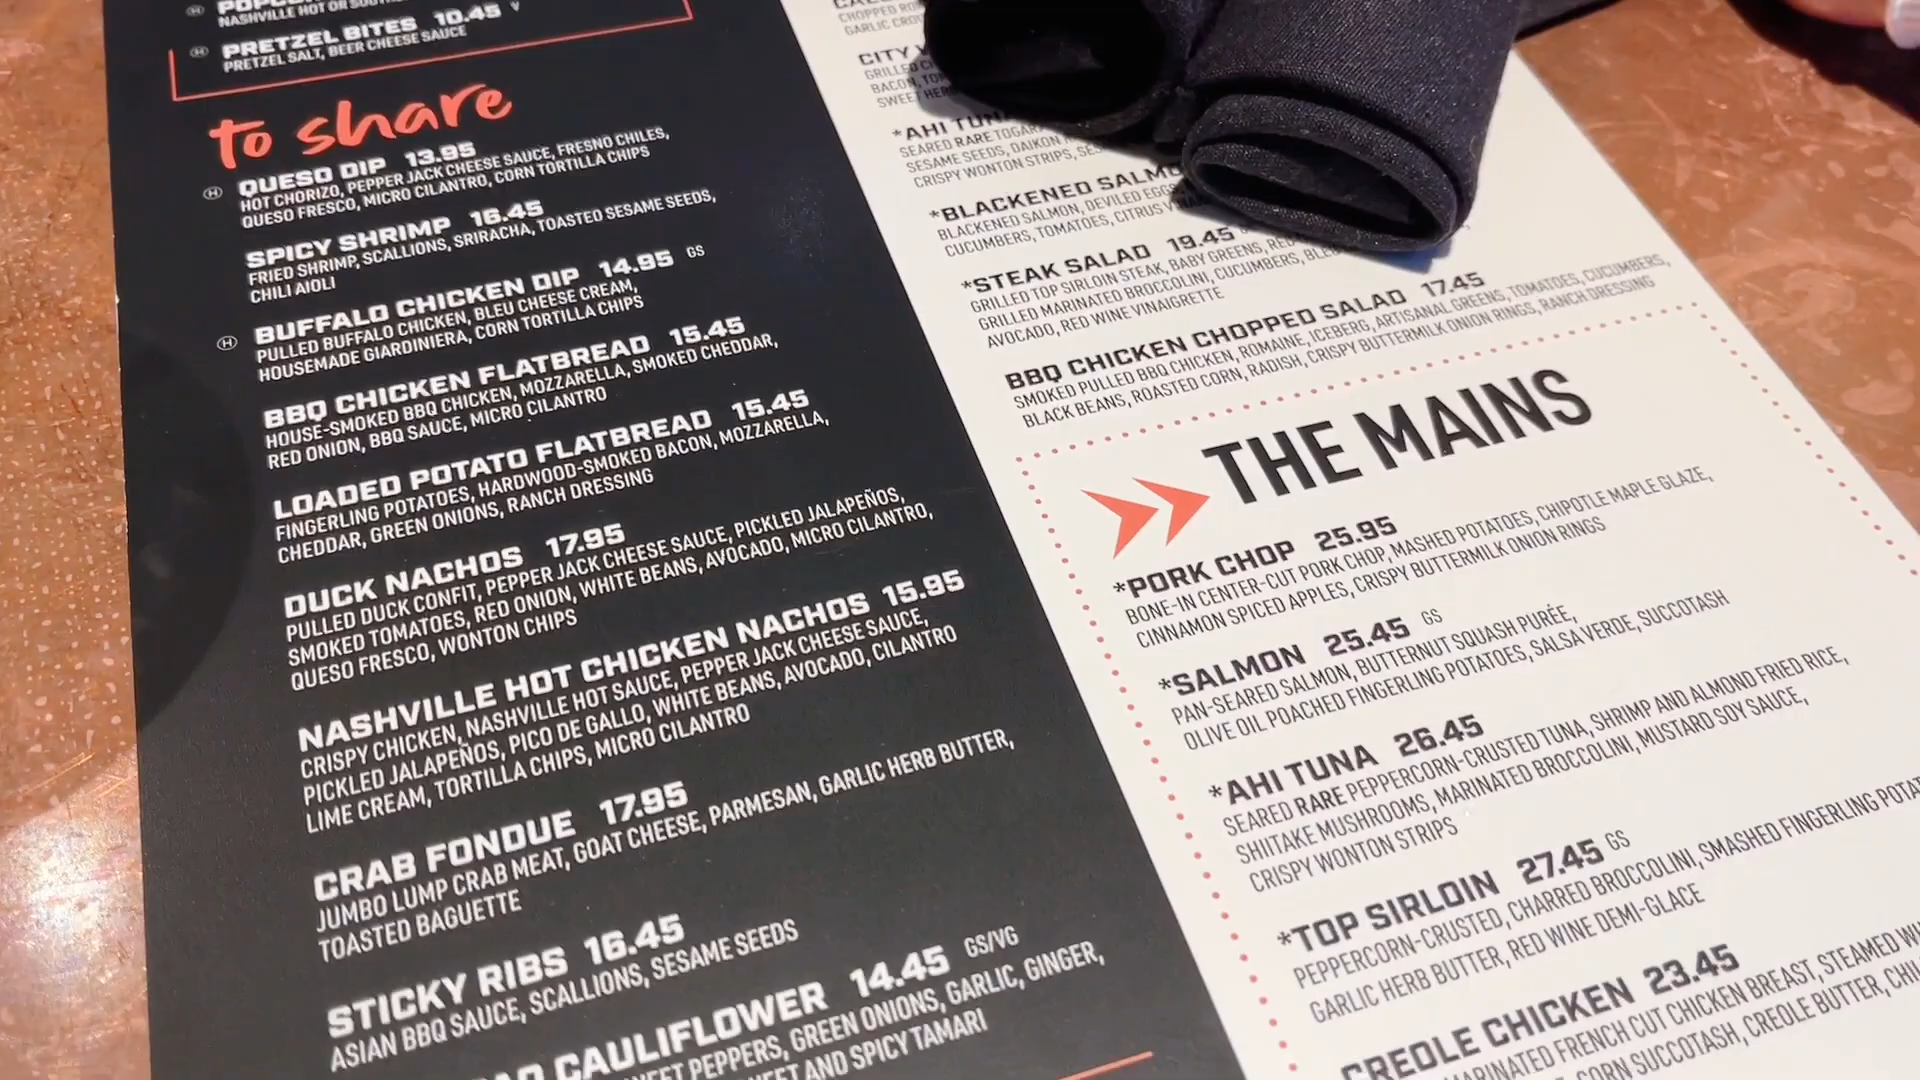 NASHVILLE HOT OR
PRETZEL BITES 10.45 V
PRETZEL SALT, BEER CHEESE SAUCE
to share
H QUESO DIP 13.95
HOT CHORIZO, PEPPER JACK CHEESE SAUCE, FRESNO CHILES,
QUESO FRESCO, MICRO CILANTRO, CORN TORTILLA CHIPS
SPICY SHRIMP 16.45
FRIED SHRIMP, SCALLIONS, SRIRACHA, TOASTED SESAME SEEDS,
CHILI AIOLI
H BUFFALO CHICKEN DIP 14.95 GS
PULLED BUFFALO CHICKEN, BLEU CHEESE CREAM,
HOUSEMADE GIARDINIERA, CORN TORTILLA CHIPS
BBQ CHICKEN FLATBREAD 15.45
HOUSE-SMOKED BBQ CHICKEN, MOZZARELLA, SMOKED CHEDDAR,
RED ONION, BBQ SAUCE, MICRO CILANTRO
LOADED POTATO FLATBREAD 15.45
FINGERLING POTATOES, HARDWOOD-SMOKED BACON, MOZZARELLA,
CHEDDAR, GREEN ONIONS, RANCH DRESSING
DUCK NACHOS 17.95
PULLED DUCK CONFIT, PEPPER JACK CHEESE SAUCE, PICKLED JALAPEÑOS,
SMOKED TOMATOES, RED ONION, WHITE BEANS, AVOCADO, MICRO CILANTRO,
QUESO FRESCO, WONTON CHIPS
NASHVILLE HOT CHICKEN NACHOS 15.95
CRISPY CHICKEN, NASHVILLE HOT SAUCE, PEPPER JACK CHEESE SAUCE,
PICKLED JALAPEÑOS, PICO DE GALLO, WHITE BEANS, AVOCADO, CILANTRO
LIME CREAM, TORTILLA CHIPS, MICRO CILANTRO
CRAB FONDUE 17.95
JUMBO LUMP CRAB MEAT, GOAT CHEESE, PARMESAN, GARLIC HERB BUTTER,
TOASTED BAGUETTE
STICKY RIBS 16.45
ASIAN BBQ SAUCE, SCALLIONS, SESAME SEEDS
CAULIFLOWER 14.45 GS/VG
PEPPERS, GREEN ONIONS, GARLIC, GINGER,
AND SPICY TAMARI
CHOPPED
GARLIC
CITY
GRILLED
BACON,
SWEET
*AHI TUNA
SEARED RARE
SESAME SEEDS, DAIKON
CRISPY WONTON STRIPS,
*BLACKENED
BLACKENED SALMON, DEVILED
CUCUMBERS, TOMATOES, CITRUS
*STEAK SALAD 19.45
GRILLED TOP SIRLOIN STEAK, BABY GREENS, RED
GRILLED MARINATED BROCCOLINI, CUCUMBERS,
AVOCADO, RED WINE VINAIGRETTE
BBQ CHICKEN CHOPPED SALAD 17.45
SMOKED PULLED BBQ CHICKEN, ROMAINE, ICEBERG, ARTISANAL GREENS, TOMATOES, CUCUMBERS,
BLACK BEANS, ROASTED CORN, RADISH, CRISPY BUTTERMILK ONION RINGS, RANCH DRESSING
THE MAINS
*PORK CHOP 25.95
BONE-IN CENTER-CUT PORK CHOP, MASHED POTATOES, CHIPOTLE MAPLE GLAZE,
CINNAMON SPICED APPLES, CRISPY BUTTERMILK ONION RINGS
*SALMON 25.45 GS
PAN-SEARED SALMON, BUTTERNUT SQUASH PURÉE,
OLIVE OIL POACHED FINGERLING POTATOES, SALSA VERDE, SUCCOTASH
*AHI TUNA 26.45
SEARED RARE PEPPERCORN-CRUSTED TUNA, SHRIMP AND ALMOND FRIED RICE,
SHIITAKE MUSHROOMS, MARINATED BROCCOLINI, MUSTARD SOY SAUCE,
CRISPY WONTON STRIPS
*TOP SIRLOIN 27.45 GS
PEPPERCORN-CRUSTED, CHARRED BROCCOLINI, SMASHED FINGERLING
GARLIC HERB BUTTER, RED WINE DEMI-GLACE
CREOLE CHICKEN 23.45
MARINATED FRENCH CUT CHICKEN BREAST, STEAMED
CORN SUCCOTASH, CREOLE BUTTER,